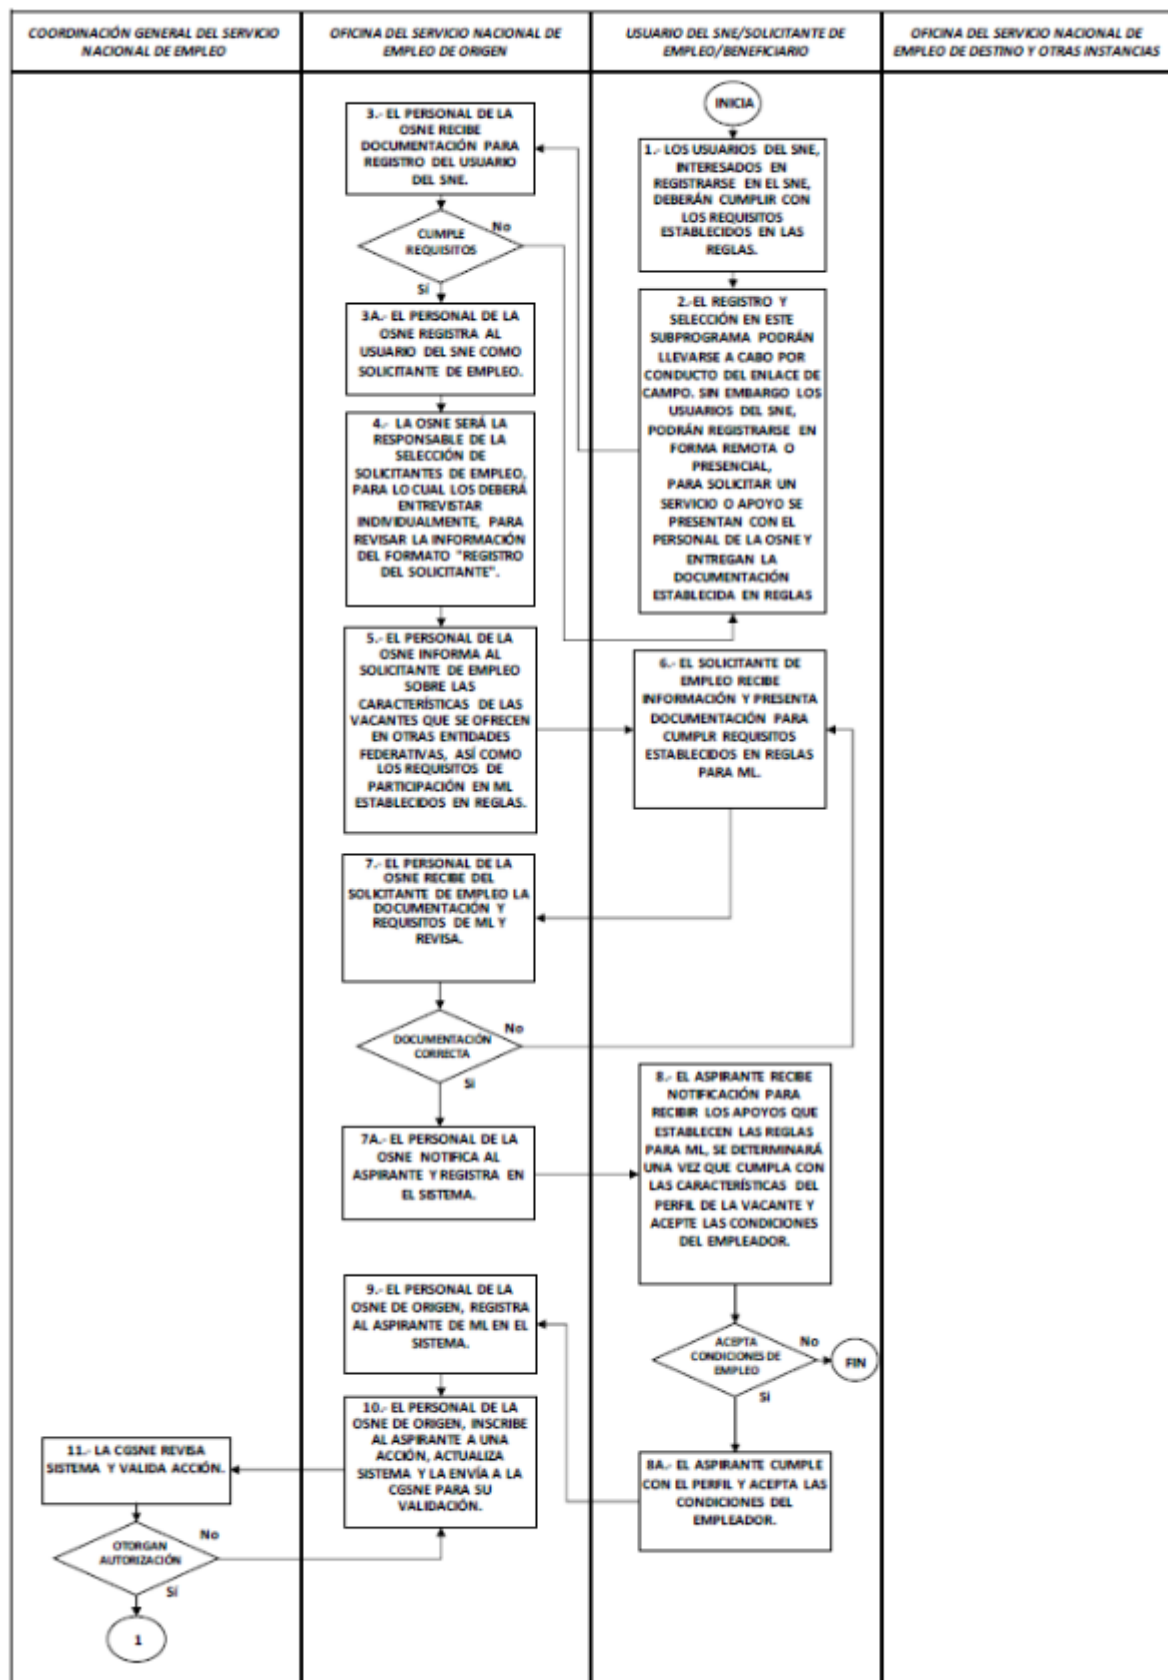 COORDINACIÓN GENERAL DEL SERVICIO
NACIONAL DE EMPLEO
OFICINA DEL SERVICIO NACIONAL DE
EMPLEO DE ORIGEN
USUARIO DEL SNE/SOLICITANTE DE
EMPLEO/BENEFICIARIO
OFICINA DEL SERVICIO NACIONAL DE
EMPLEO DE DESTINO Y OTRAS INSTANCIAS
INICIA
1.- LOS USUARIOS DEL SNE,
INTERESADOS EN
REGISTRARSE EN EL SNE,
DEBERÁN CUMPLIR CON
LOS REQUISITOS
ESTABLECIDOS EN LAS
REGLAS.
2.-EL REGISTRO Y
SELECCIÓN EN ESTE
SUBPROGRAMA PODRÁN
LLEVARSE A CABO POR
CONDUCTO DEL ENLACE DE
CAMPO. SIN EMBARGO LOS
USUARIOS DEL SNE,
PODRÁN REGISTRARSE EN
FORMA REMOTA O
PRESENCIAL,
PARA SOLICITAR UN
SERVICIO O APOYO SE
PRESENTAN CON EL
PERSONAL DE LA OSNE Y
ENTREGAN LA
DOCUMENTACIÓN
ESTABLECIDA EN REGLAS
3.- EL PERSONAL DE LA
OSNE RECIBE
DOCUMENTACIÓN PARA
REGISTRO DEL USUARIO
DEL SNE.
CUMPLE
REQUISITOS
No
Sí
3A.- EL PERSONAL DE LA
OSNE REGISTRA AL
USUARIO DEL SNE COMO
SOLICITANTE DE EMPLEO.
4.- LA OSNE SERÁ LA
RESPONSABLE DE LA
SELECCIÓN DE
SOLICITANTES DE EMPLEO,
PARA LO CUAL LOS DEBERÁ
ENTREVISTAR
INDIVIDUALMENTE, PARA
REVISAR LA INFORMACIÓN
DEL FORMATO "REGISTRO
DEL SOLICITANTE".
5.- EL PERSONAL DE LA
OSNE INFORMA AL
SOLICITANTE DE EMPLEO
SOBRE LAS
CARACTERÍSTICAS DE LAS
VACANTES QUE SE OFRECEN
EN OTRAS ENTIDADES
FEDERATIVAS, ASÍ COMO
LOS REQUISITOS DE
PARTICIPACIÓN EN ML
ESTABLECIDOS EN REGLAS.
6.- EL SOLICITANTE DE
EMPLEO RECIBE
INFORMACIÓN Y PRESENTA
DOCUMENTACIÓN PARA
CUMPLR REQUISITOS
ESTABLECIDOS EN REGLAS
PARA ML.
7.- EL PERSONAL DE LA
OSNE RECIBE DEL
SOLICITANTE DE EMPLEO LA
DOCUMENTACIÓN Y
REQUISITOS DE ML Y
REVISA.
DOCUMENTACIÓN
CORRECTA
No
Si
7A.- EL PERSONAL DE LA
OSNE NOTIFICA AL
ASPIRANTE Y REGISTRA EN
EL SISTEMA.
8.- EL ASPIRANTE RECIBE
NOTIFICACIÓN PARA
RECIBIR LOS APOYOS QUE
ESTABLECEN LAS REGLAS
PARA ML, SE DETERMINARÁ
UNA VEZ QUE CUMPLA CON
LAS CARACTERÍSTICAS DEL
PERFIL DE LA VACANTE Y
ACEPTE LAS CONDICIONES
DEL EMPLEADOR.
ACEPTA
CONDICIONES DE
EMPLEO
No
FIN
Si
8A.- EL ASPIRANTE CUMPLE
CON EL PERFIL Y ACEPTA LAS
CONDICIONES DEL
EMPLEADOR.
9.- EL PERSONAL DE LA
OSNE DE ORIGEN, REGISTRA
AL ASPIRANTE DE ML EN EL
SISTEMA.
10.- EL PERSONAL DE LA
OSNE DE ORIGEN, INSCRIBE
AL ASPIRANTE A UNA
ACCIÓN, ACTUALIZA
SISTEMA Y LA ENVÍA A LA
CGSNE PARA SU
VALIDACIÓN.
11.- LA CGSNE REVISA
SISTEMA Y VALIDA ACCIÓN.
OTORGAN
AUTORIZACIÓN
No
Sí
1